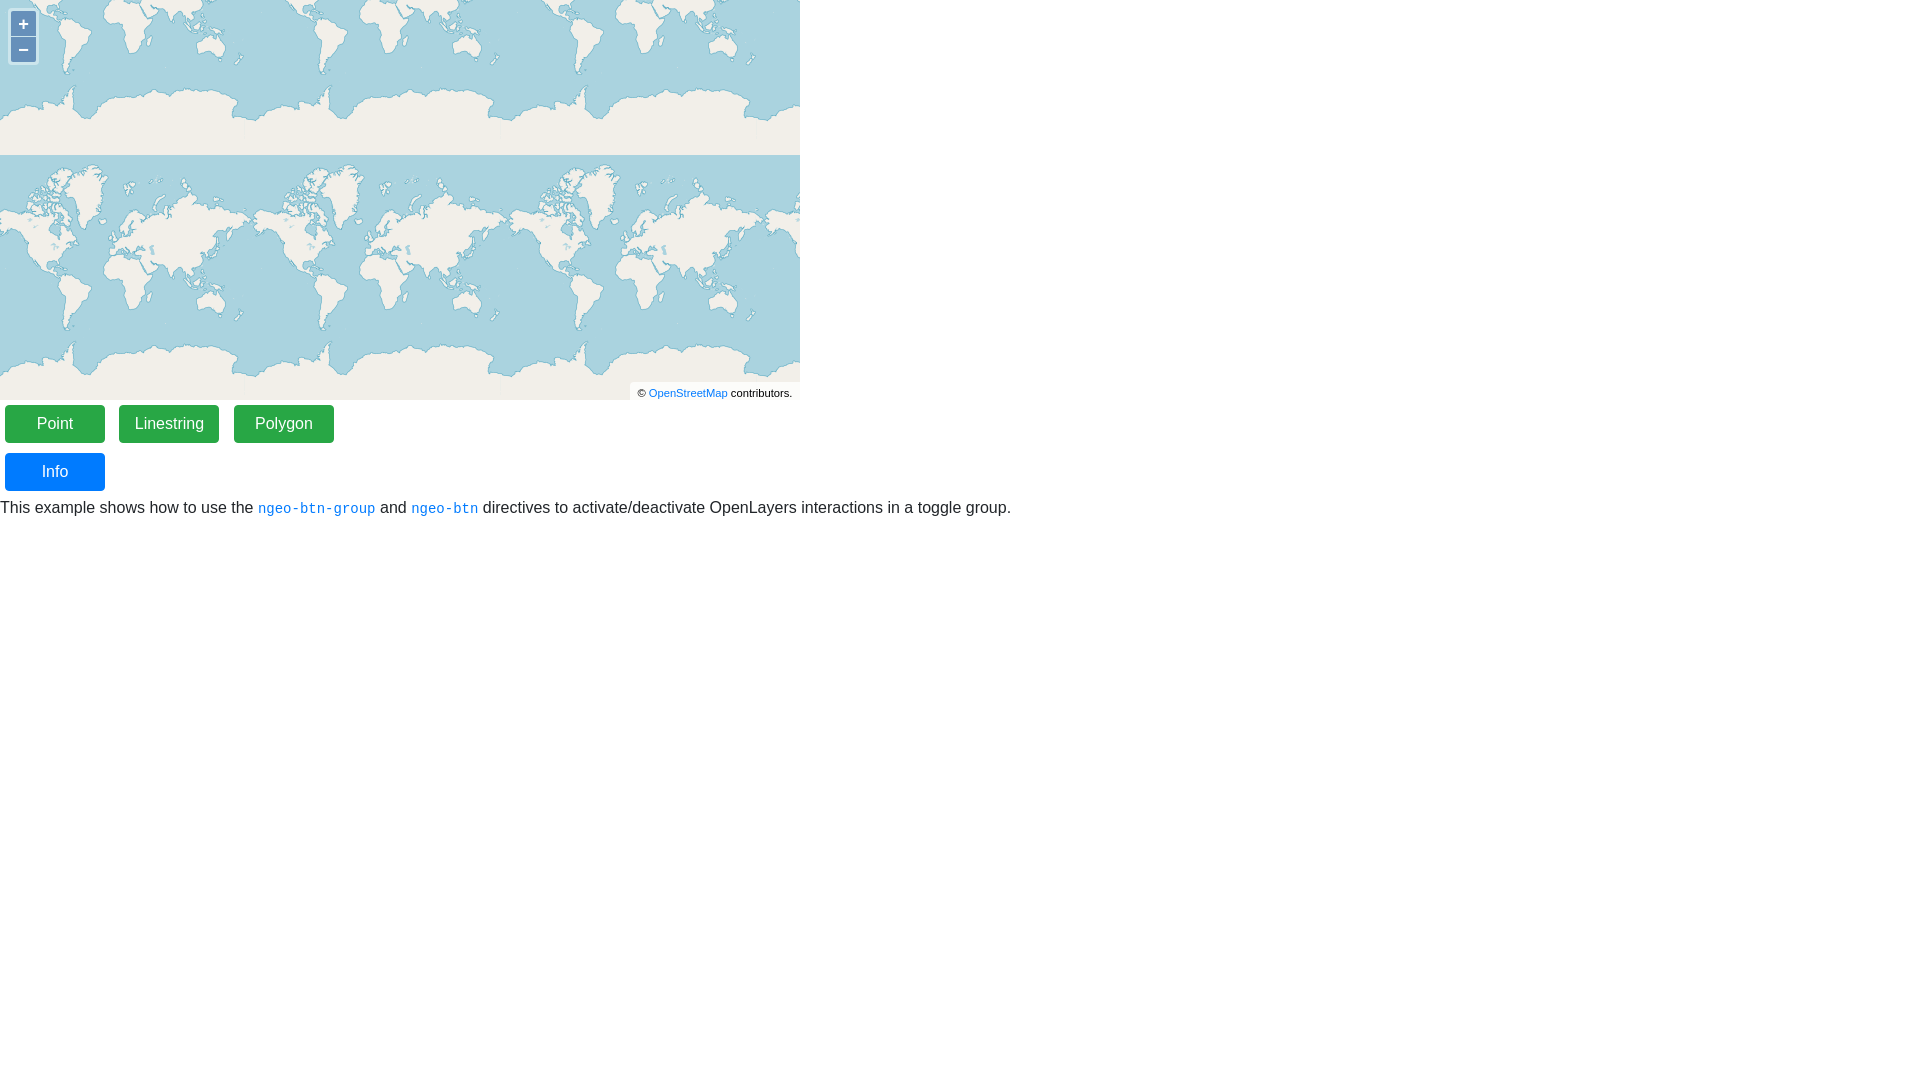 +
−
© OpenStreetMap contributors.
Point Linestring Polygon
Info
This example shows how to use the ngeo-btn-group and ngeo-btn directives to activate/deactivate OpenLayers interactions in a toggle group.